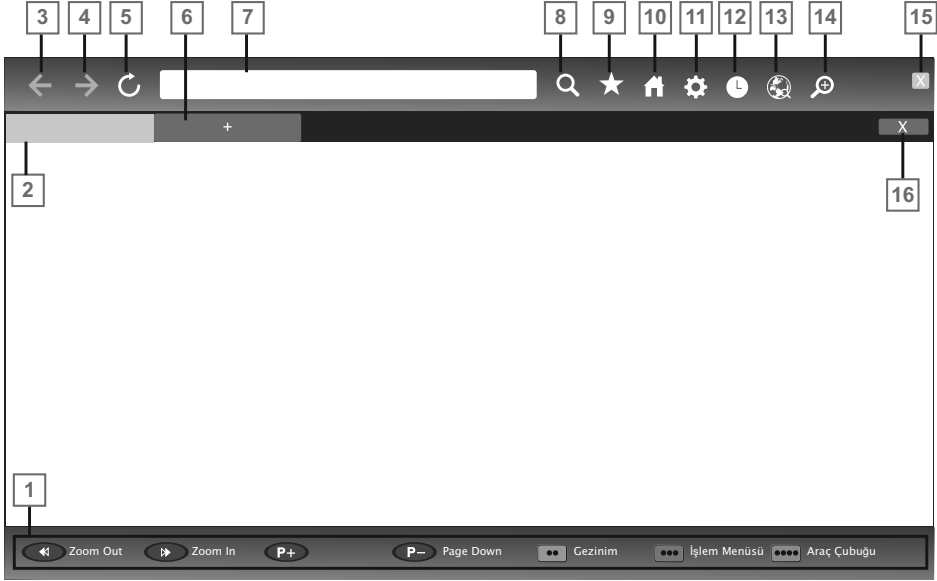 3 4 5 6 7 8 9 10 11 12 13 14 15
X
+ X
2 16
1
Zoom Out Zoom In P+ P− Page Down Gezinim İşlem Menüsü Araç Çubuğu